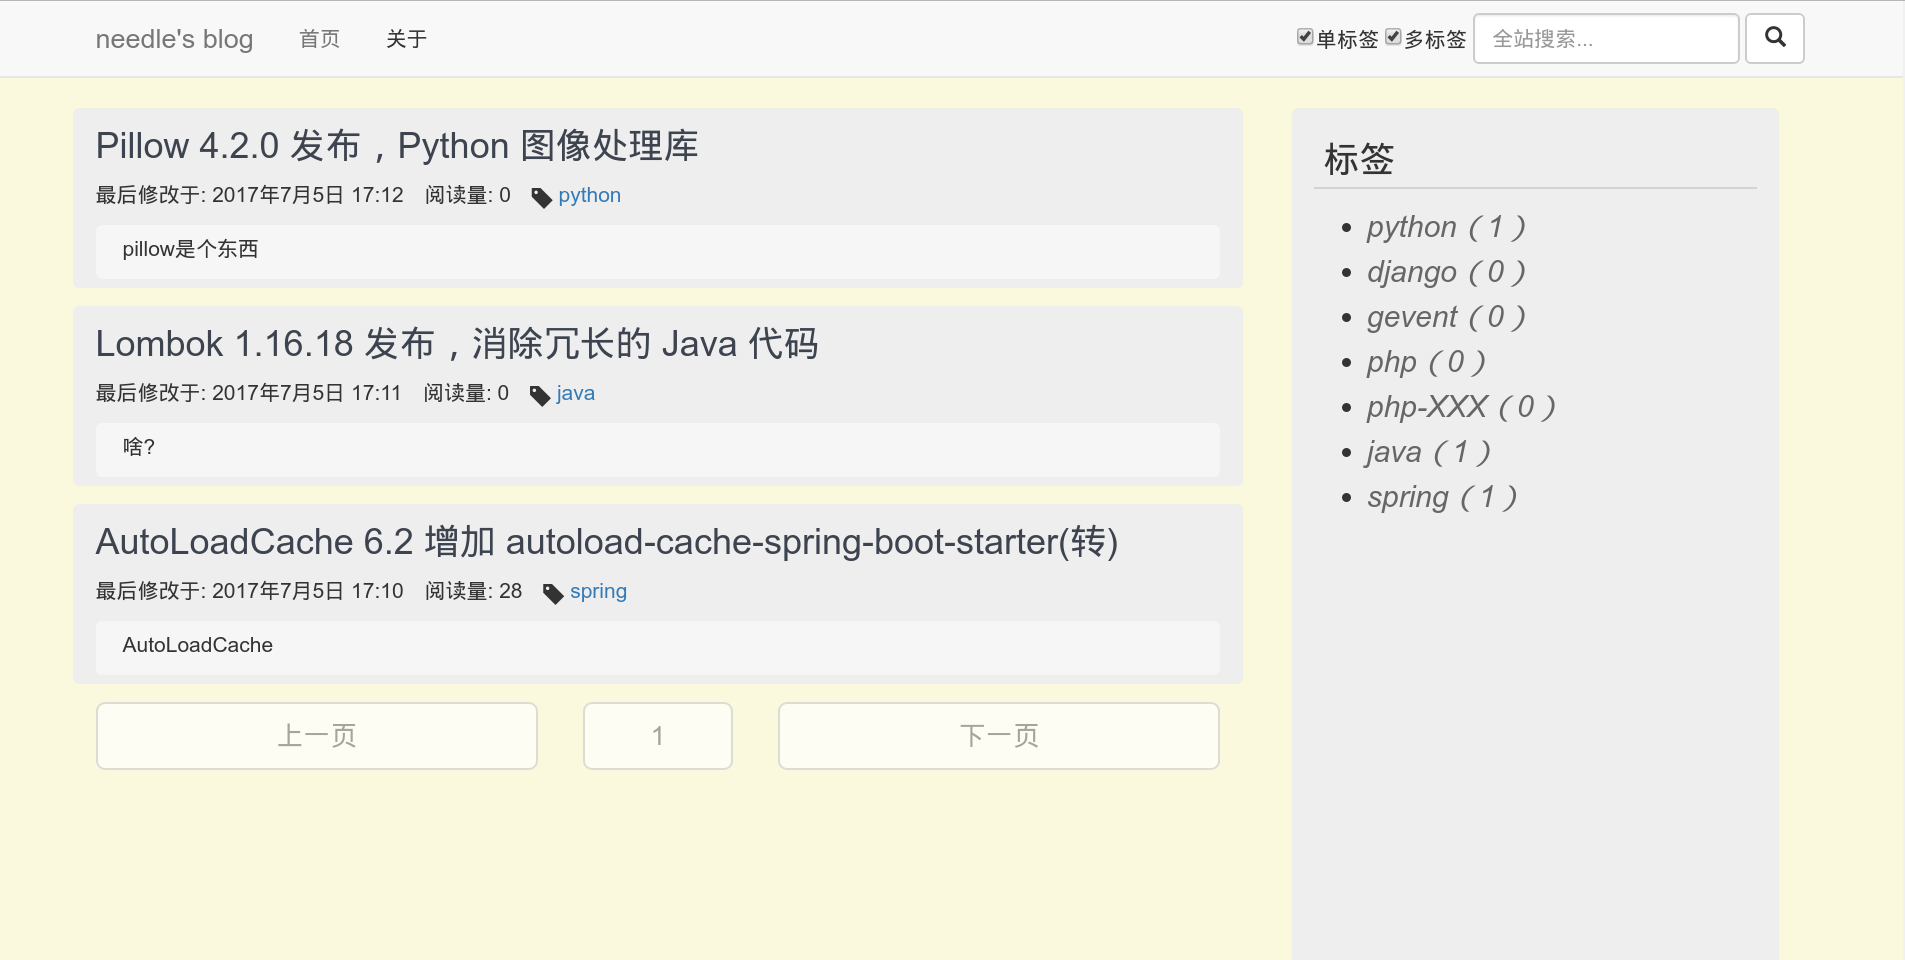 needle's blog 首页 关于 单标签 多标签 全站搜索...
Pillow 4.2.0 发布，Python 图像处理库
最后修改于: 2017年7月5日 17:12 阅读量: 0 python
pillow是个东西
Lombok 1.16.18 发布，消除冗长的 Java 代码
最后修改于: 2017年7月5日 17:11 阅读量: 0 java
啥?
AutoLoadCache 6.2 增加 autoload-cache-spring-boot-starter(转)
最后修改于: 2017年7月5日 17:10 阅读量: 28 spring
AutoLoadCache
上一页 1 下一页
标签
python（1）
django（0）
gevent（0）
php（0）
php-XXX（0）
java（1）
spring（1）